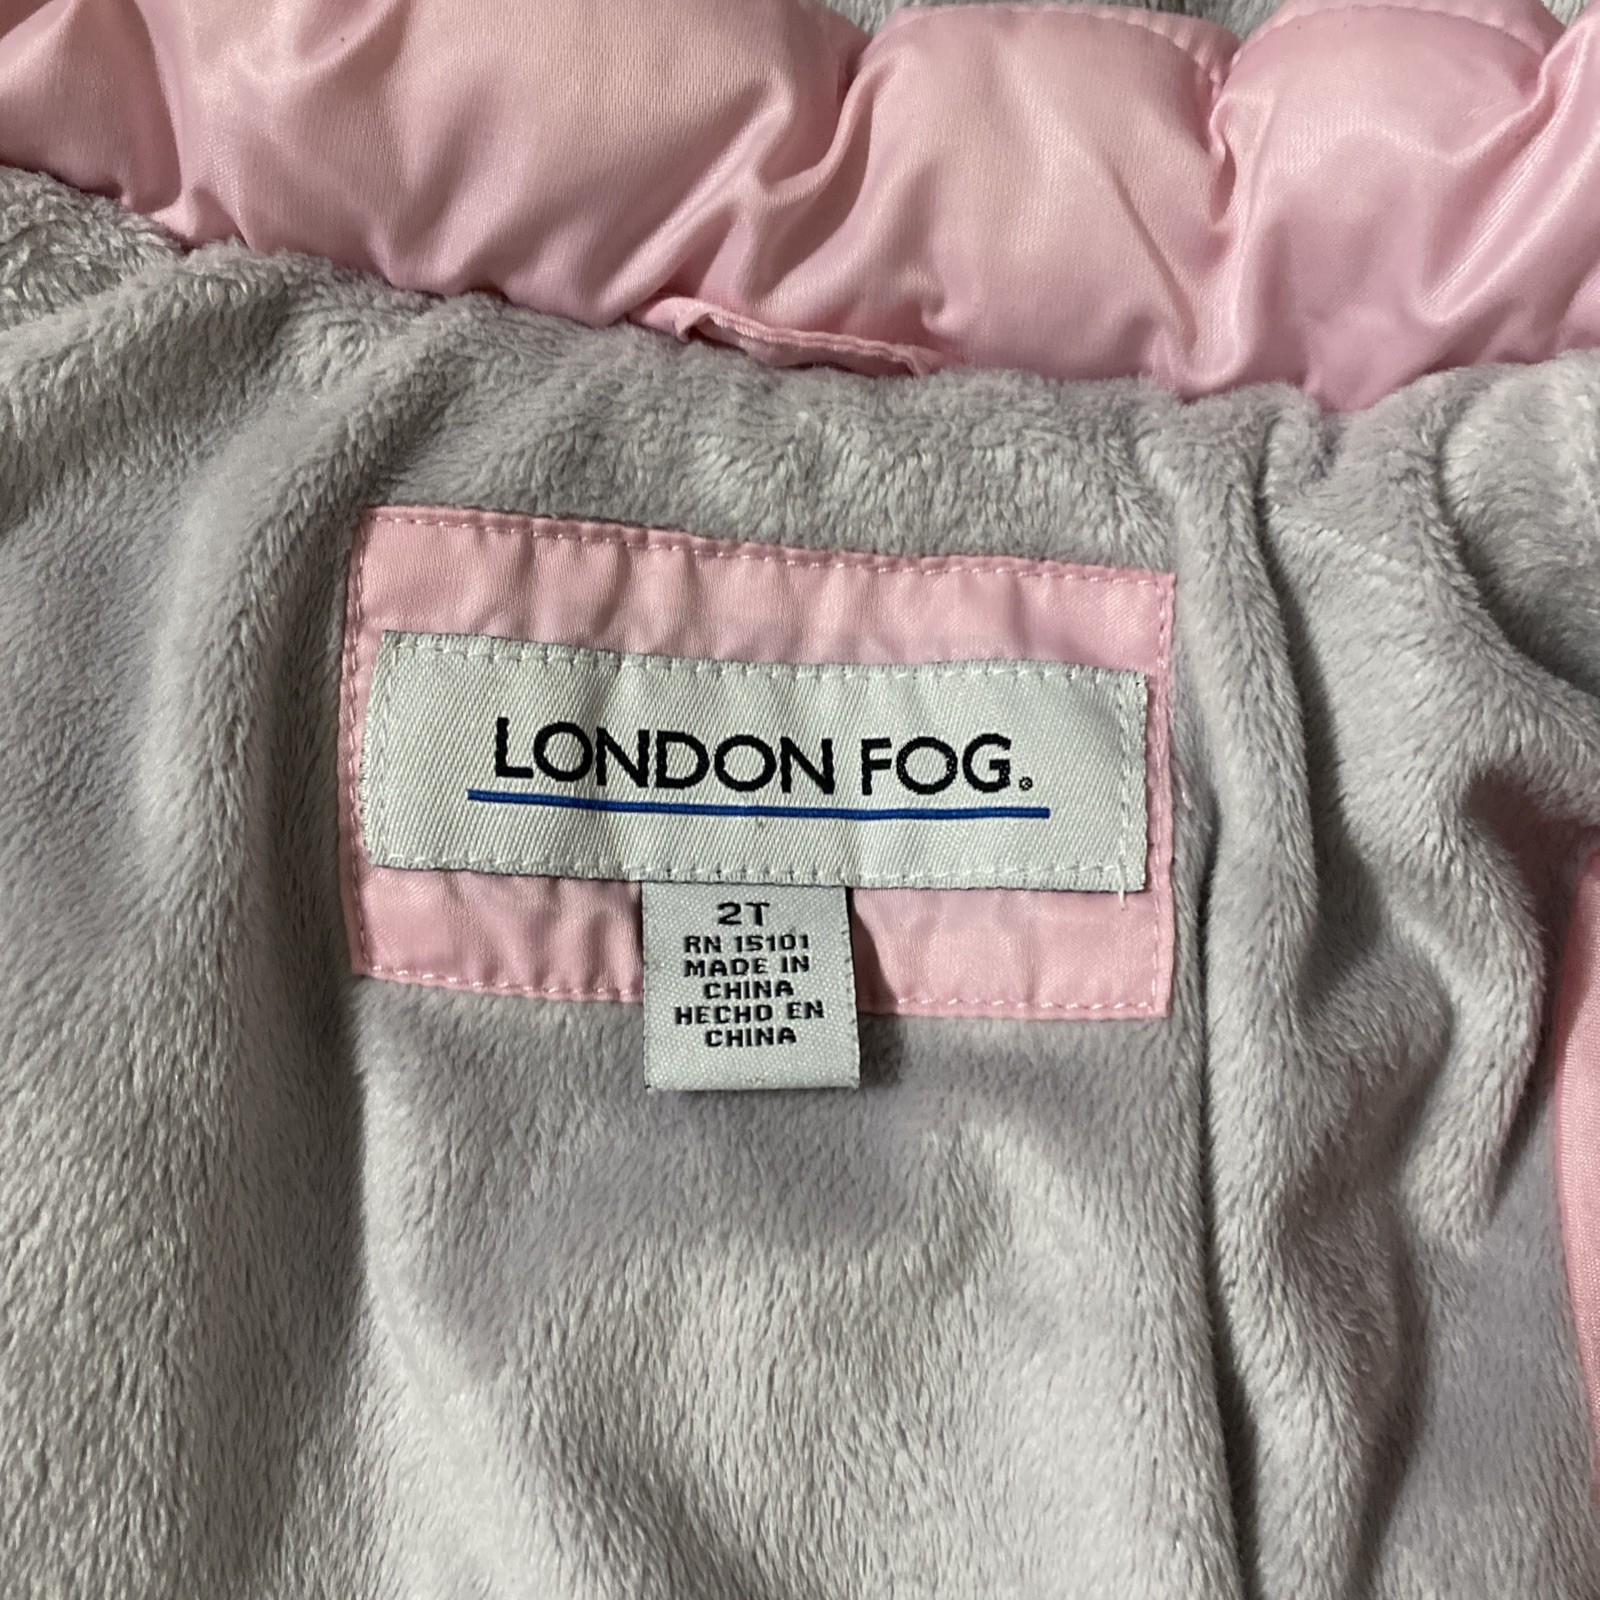 LONDON FOG.®
2T
RN 15101
MADE IN
CHINA
HECHO EN
CHINA